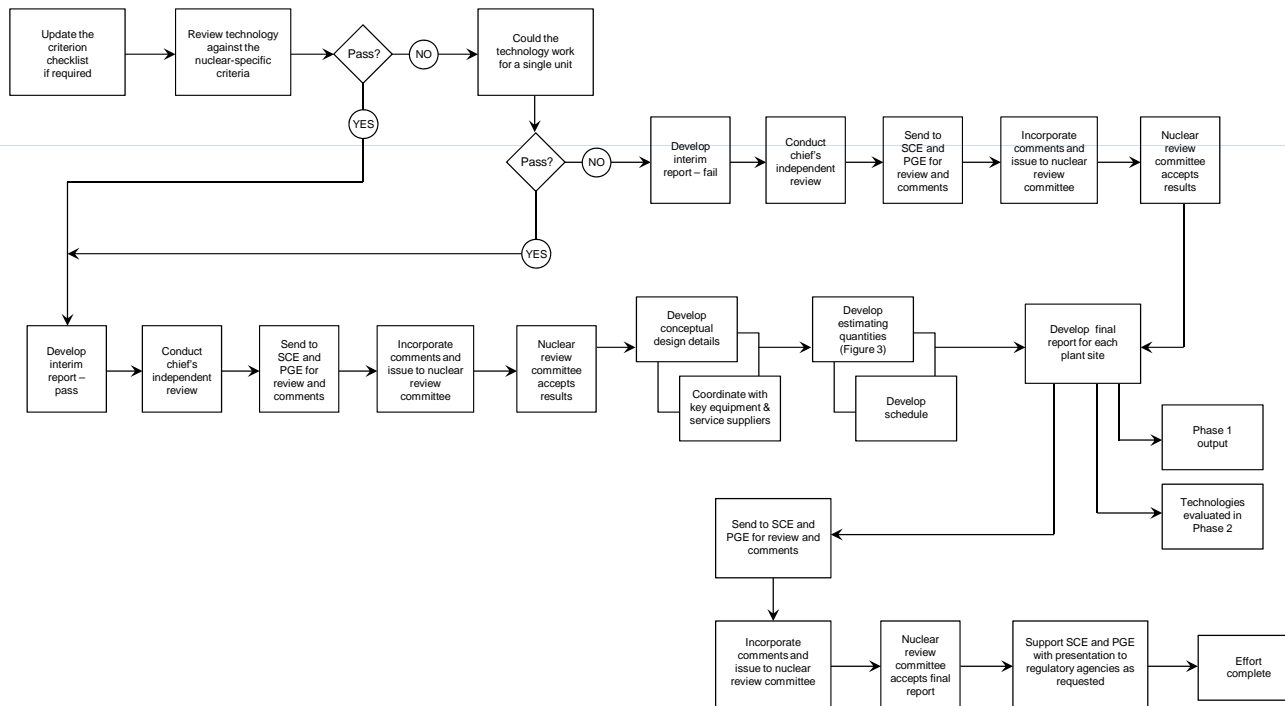 Update the
criterion
checklist
if required
Review technology
against the
nuclear-specific
criteria
Pass?
NO
Could the
technology work
for a single unit
YES
Pass?
NO
Develop
interim
report – fail
Conduct
chief's
independent
review
Send to
SCE and
PGE for
review and
comments
Incorporate
comments and
issue to nuclear
review
committee
Nuclear
review
committee
accepts
results
YES
Develop
interim
report –
pass
Conduct
chief's
independent
review
Send to
SCE and
PGE for
review and
comments
Incorporate
comments and
issue to nuclear
review
committee
Nuclear
review
committee
accepts
results
Develop
conceptual
design details
Coordinate with
key equipment &
service suppliers
Develop
estimating
quantities
(Figure 3)
Develop
schedule
Develop final
report for each
plant site
Phase 1
output
Technologies
evaluated in
Phase 2
Send to SCE and
PGE for review and
comments
Incorporate
comments and
issue to nuclear
review committee
Nuclear
review
committee
accepts final
report
Support SCE and PGE
with presentation to
regulatory agencies as
requested
Effort
complete